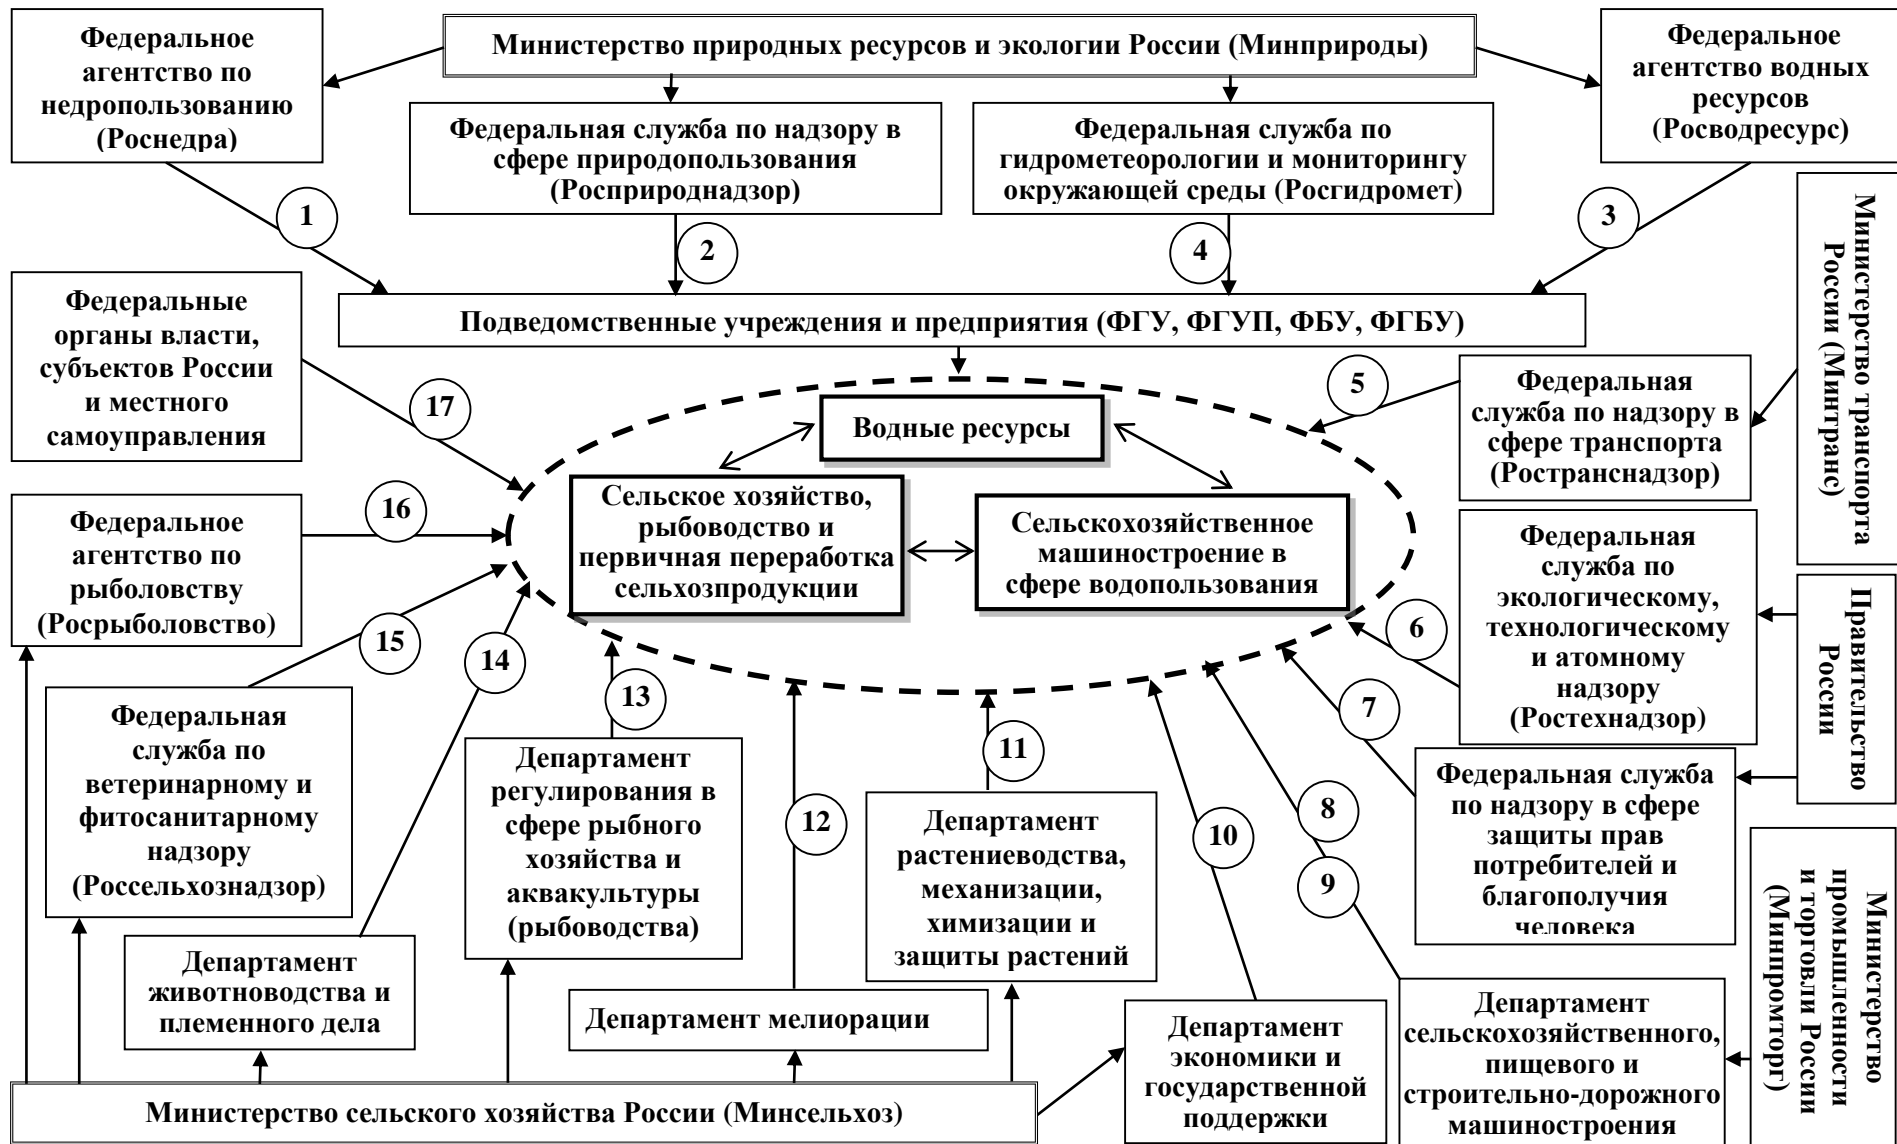 Федеральное
агентство по
недропользованию
(Роснедра)
Министерство природных ресурсов и экологии России (Минприроды)
Федеральное
агентство водных
ресурсов
(Росводресурс)
Федеральная служба по надзору в
сфере природопользования
(Росприроднадзор)
Федеральная служба по
гидрометеорологии и мониторингу
окружающей среды (Росгидромет)
1
2
4
3
Министерство транспорта
России (Минтранс)
Федеральные
органы власти,
субъектов России
и местного
самоуправления
Подведомственные учреждения и предприятия (ФГУ, ФГУП, ФБУ, ФГБУ)
17
5
Федеральная
служба по надзору в
сфере транспорта
(Ространснадзор)
Водные ресурсы
Сельское хозяйство,
рыбоводство и
первичная переработка
сельхозпродукции
Сельскохозяйственное
машиностроение в
сфере водопользования
16
Федеральное
агентство по
рыболовству
(Росрыболовство)
Федеральная
служба по
экологическому,
технологическому
и атомному
надзору
(Ростехнадзор)
Правительство
России
15
14
13
6
7
Федеральная
служба по
ветеринарному и
фитосанитарному
надзору
(Россельхознадзор)
Департамент
регулирования в
сфере рыбного
хозяйства и
аквакультуры
(рыбоводства)
12
11
Департамент
растениеводства,
механизации,
химизации и
защиты растений
10
8
9
Федеральная служба
по надзору в сфере
защиты прав
потребителей и
благополучия
человека
Министерство
промышленности
и торговли России
(Минпромторг)
Департамент
животноводства и
племенного дела
Департамент мелиорации
Департамент
экономики и
государственной
поддержки
Департамент
сельскохозяйственного,
пищевого и
строительно-дорожного
машиностроения
Министерство сельского хозяйства России (Минсельхоз)